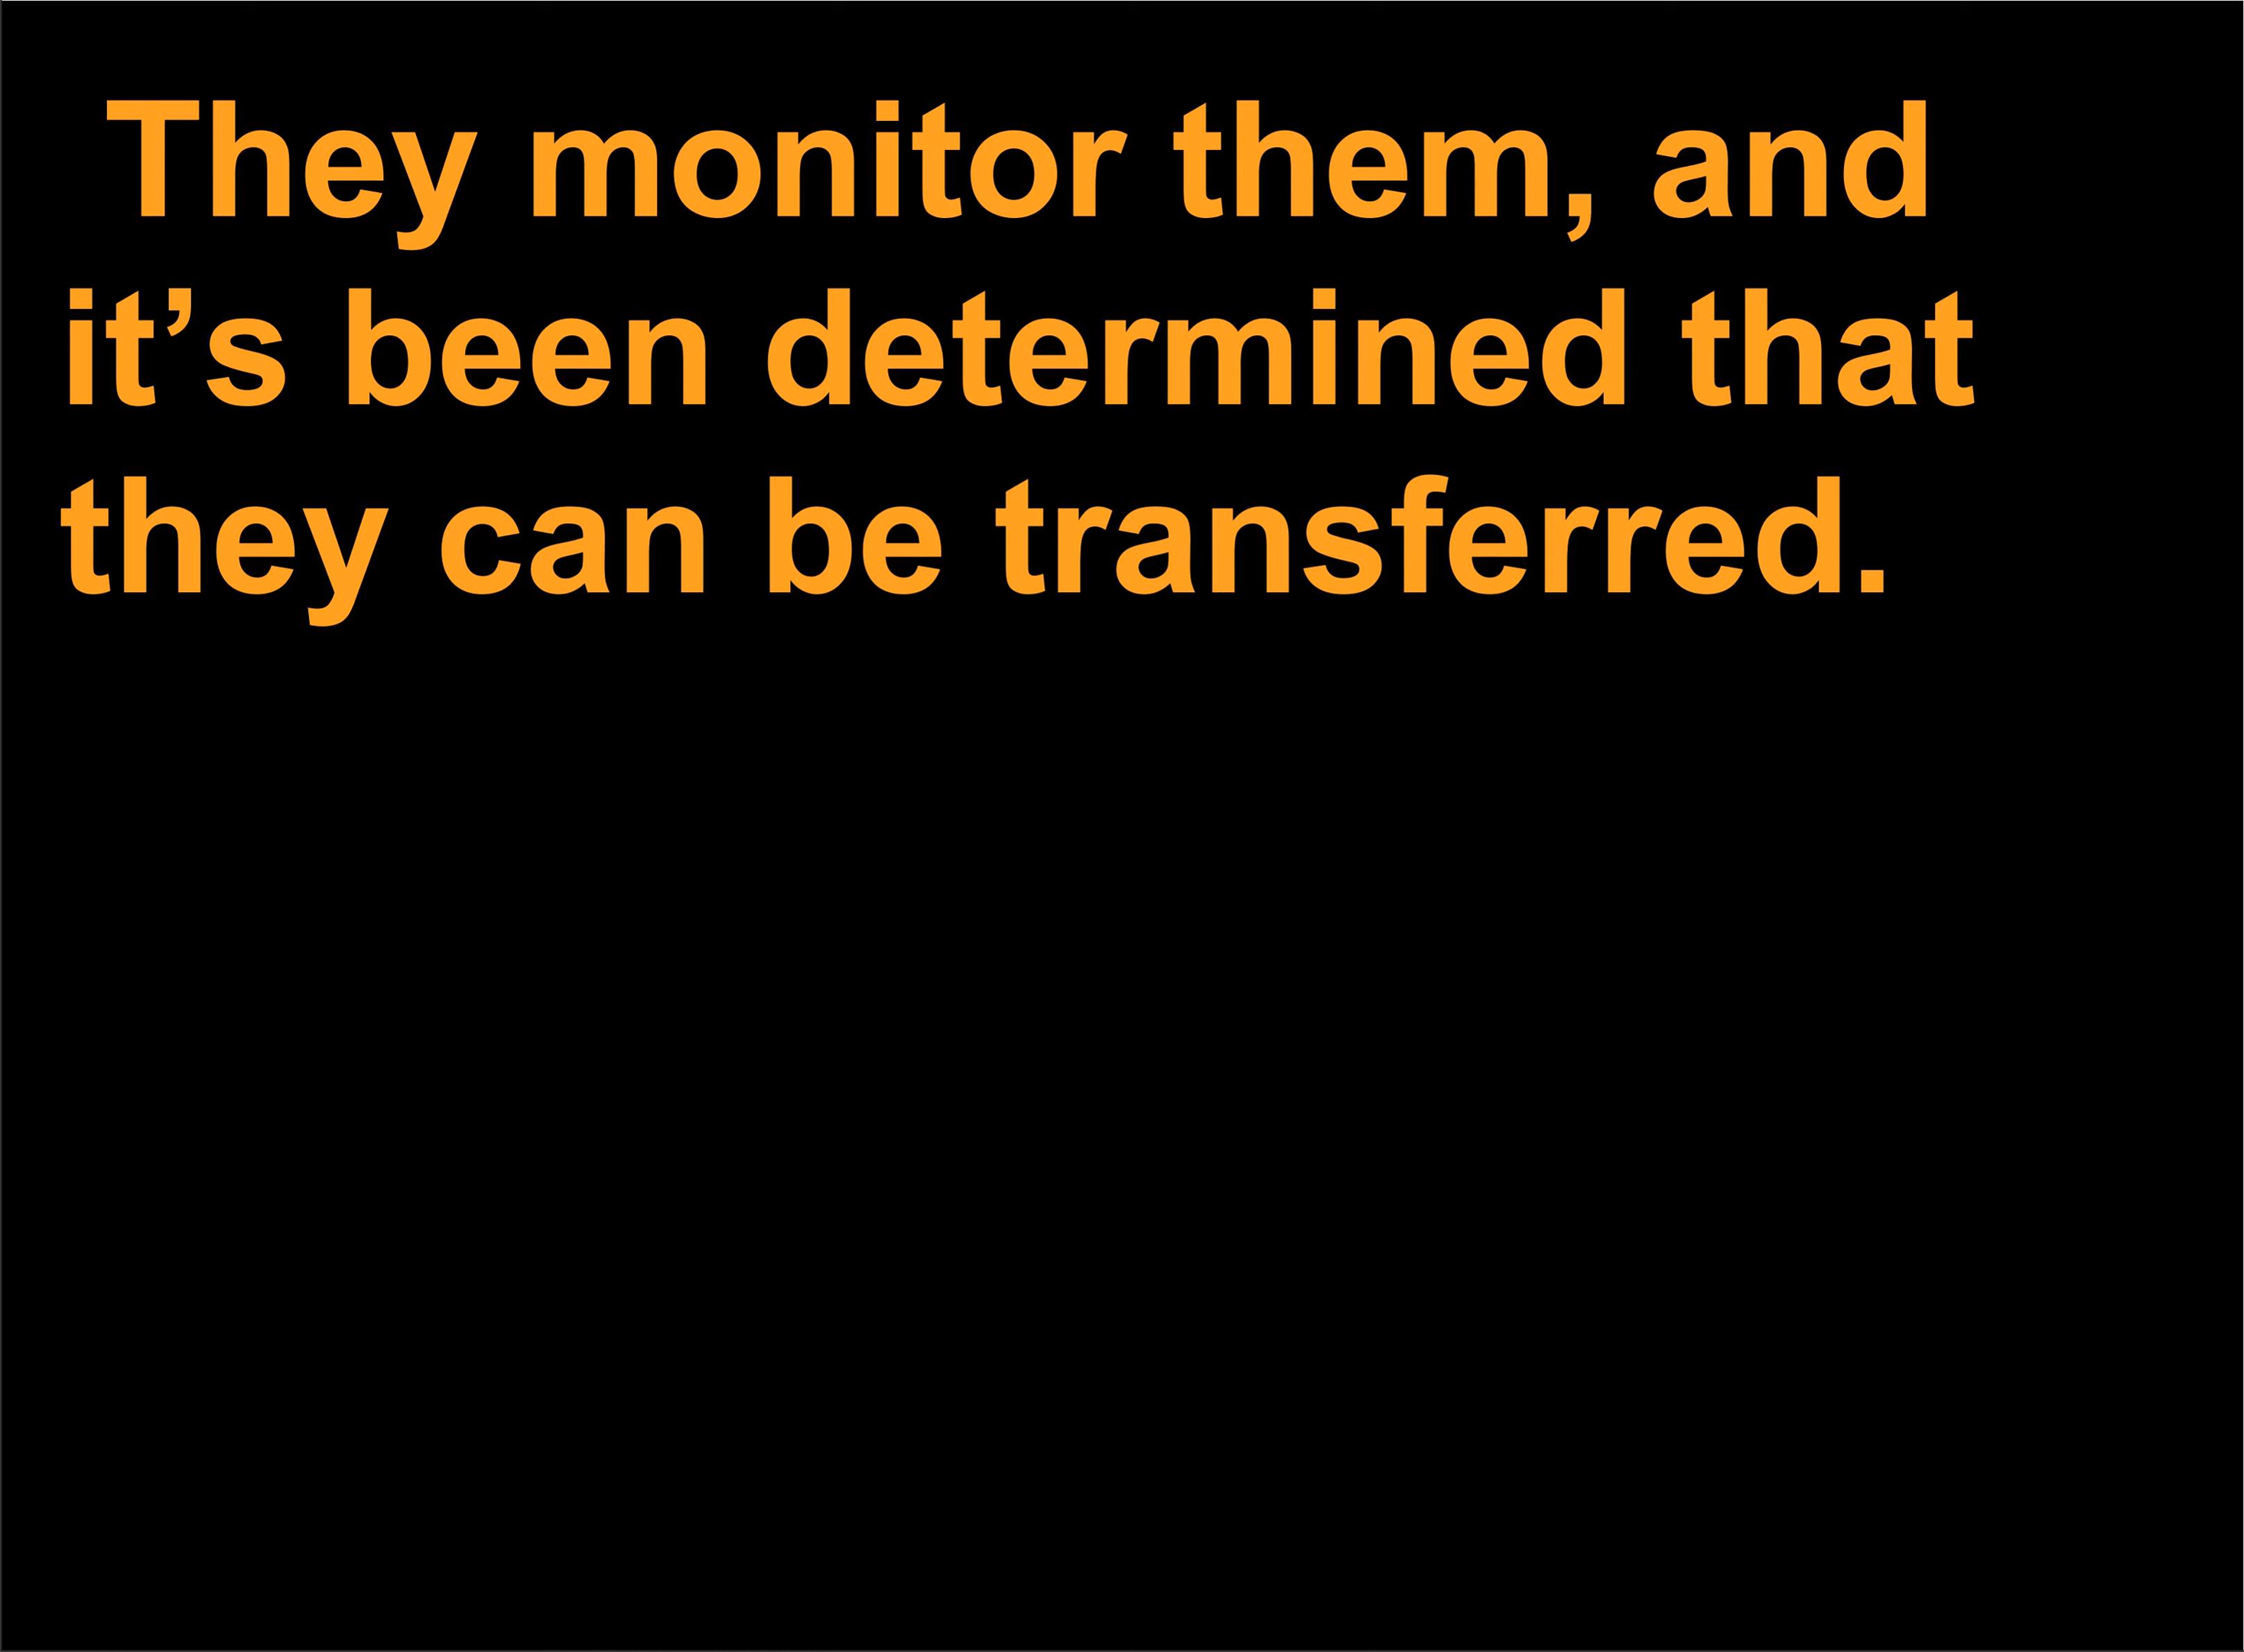 They monitor them, and
it’s been determined that
they can be transferred.